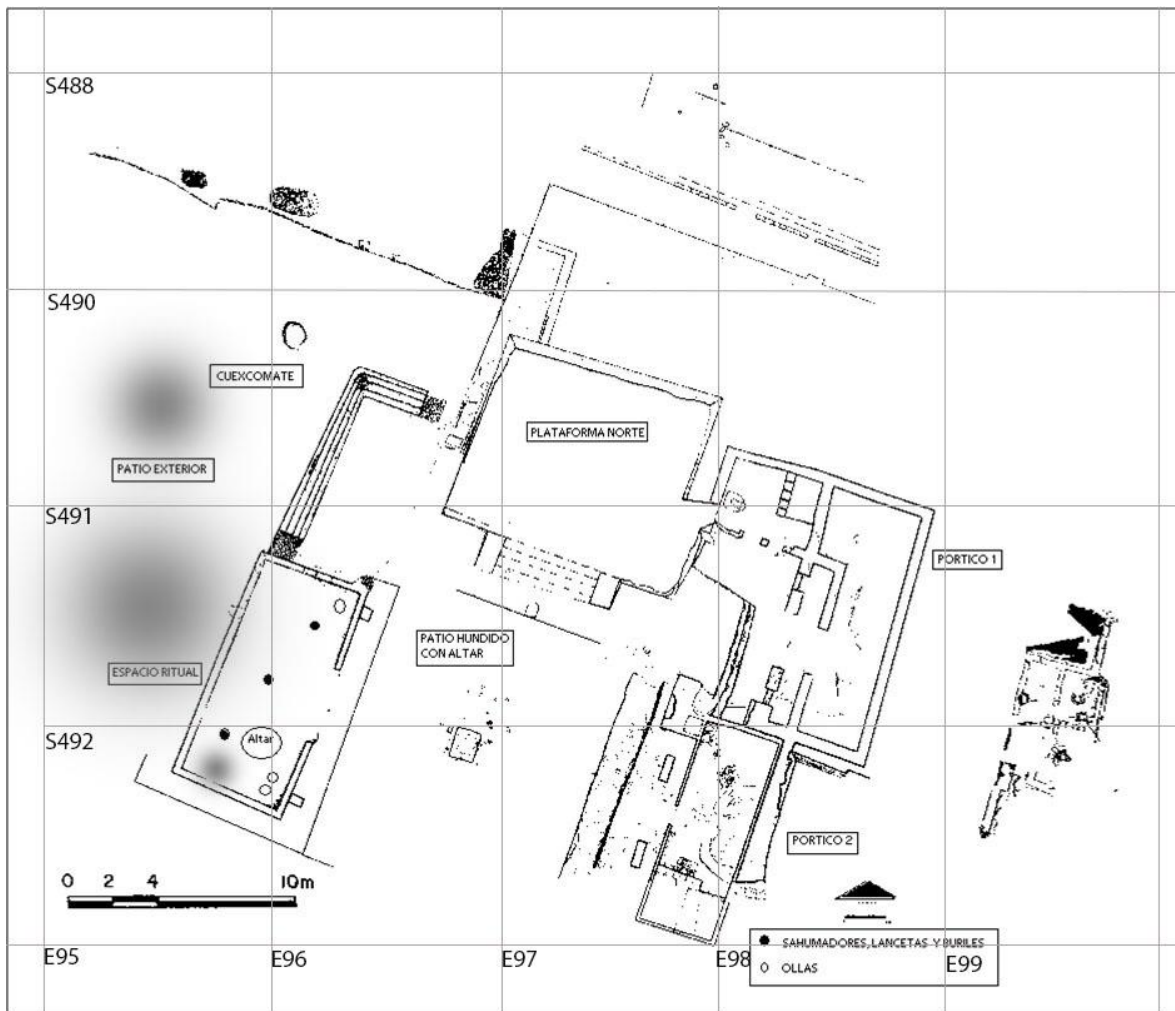 S488
S490
CUEXCOMATE
PLATAFORMA NORTE
PATIO EXTERIOR
S491
PORTICO 1
PATIO HUNDIDO
CON ALTAR
ESPACIO RITUAL
S492
Altar
PORTICO 2
0 2 4 10m
E95 E96 E97 E98 E99
SAHUMADORES, LANCETAS Y BURILES
OLLAS